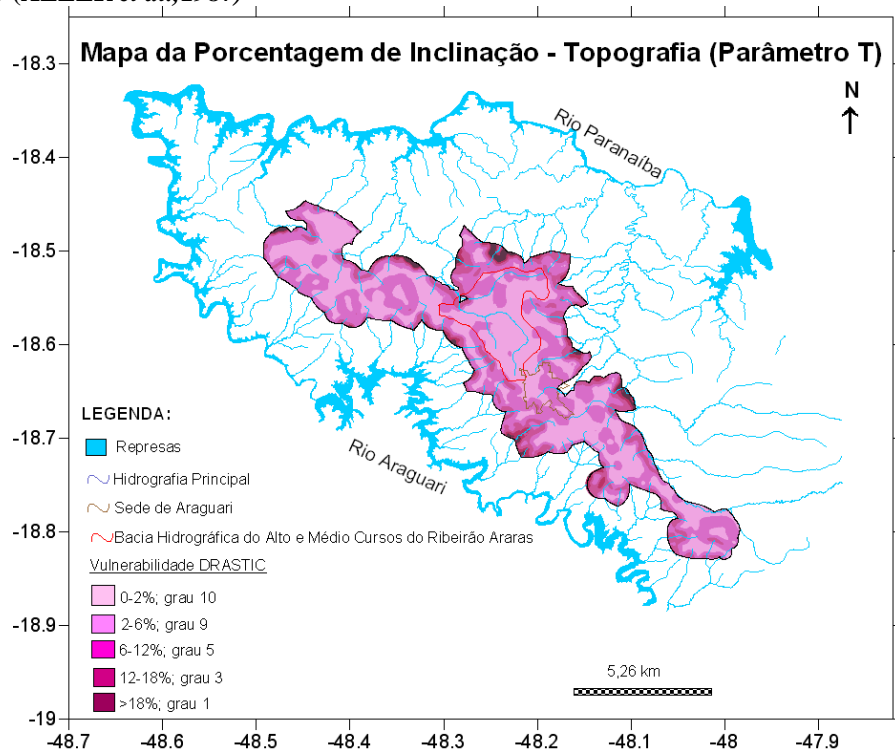 1987)
Mapa da Porcentagem de Inclinação - Topografia (Parâmetro T)
N
Rio Paranaíba
Rio Araguari
LEGENDA:
Represas
Hidrografia Principal
Sede de Araguari
Bacia Hidrográfica do Alto e Médio Cursos do Ribeirão Araras
Vulnerabilidade DRASTIC
0-2%; grau 10
2-6%; grau 9
6-12%; grau 5
12-18%; grau 3
>18%; grau 1
5,26 km
-18.3
-18.4
-18.5
-18.6
-18.7
-18.8
-18.9
-19
-48.7 -48.6 -48.5 -48.4 -48.3 -48.2 -48.1 -48 -47.9